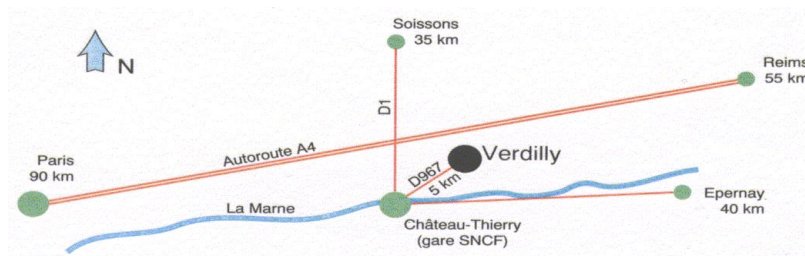 Soissons
35 km
N
Reims
55 km
D1
Autoroute A4
Verdilly
Paris
90 km
D967
5 km
Epernay
40 km
La Marne
Château-Thierry
(gare SNCF)